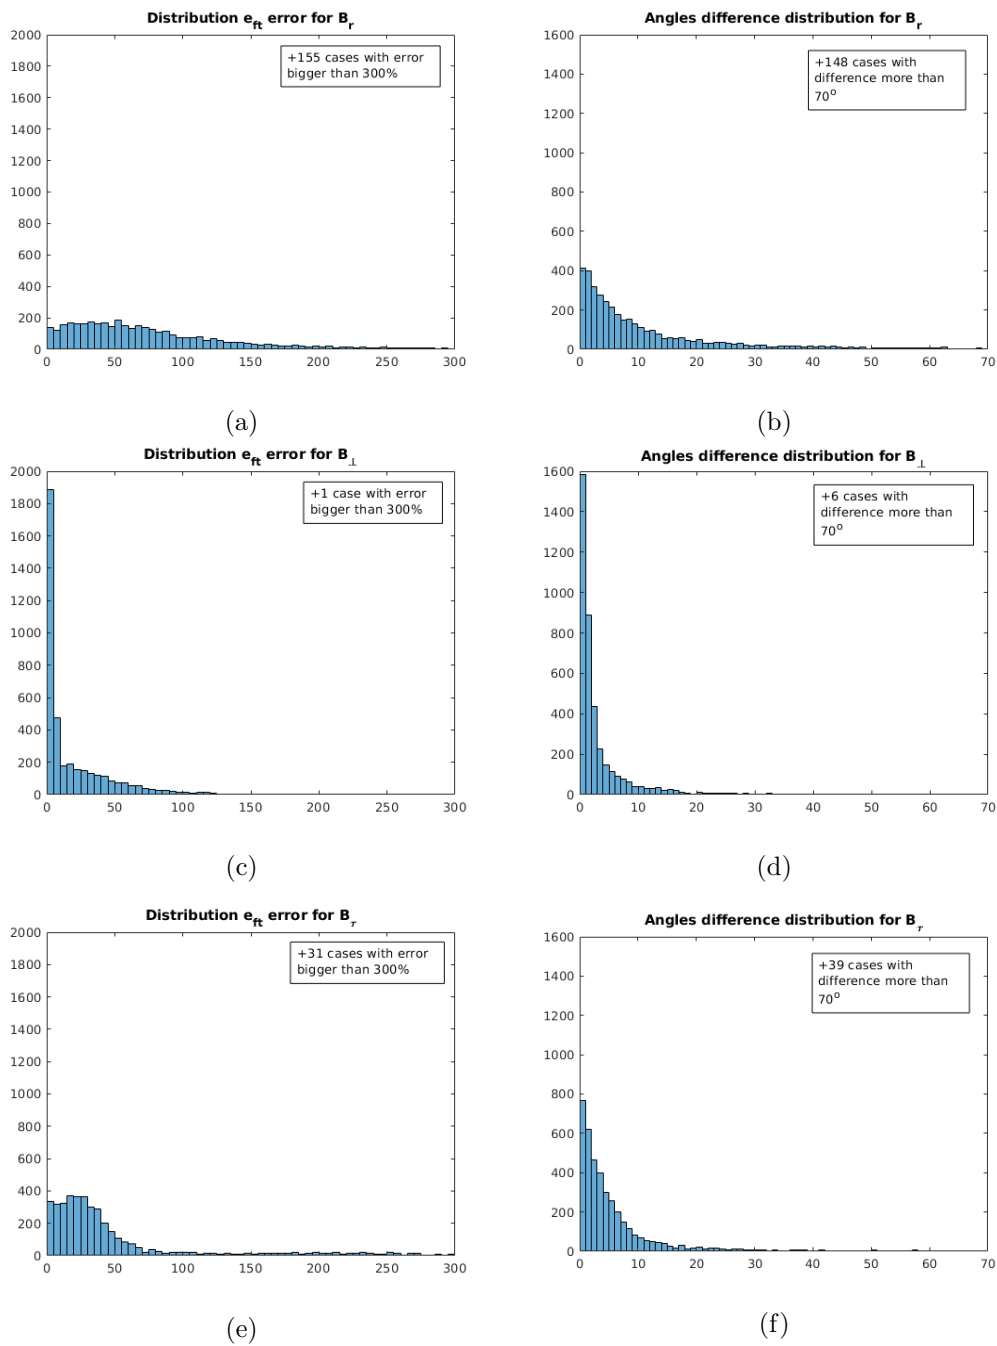 Distribution e_ft error for B_r
+155 cases with error
bigger than 300%
2000
1800
1600
1400
1200
1000
800
600
400
200
0
0 50 100 150 200 250 300
(a)
Angles difference distribution for B_r
+148 cases with
difference more than
70^o
1600
1400
1200
1000
800
600
400
200
0
0 10 20 30 40 50 60 70
(b)
Distribution e_ft error for B_⊥
+1 case with error
bigger than 300%
2000
1800
1600
1400
1200
1000
800
600
400
200
0
0 50 100 150 200 250 300
(c)
Angles difference distribution for B_⊥
+6 cases with
difference more than
70^o
1600
1400
1200
1000
800
600
400
200
0
0 10 20 30 40 50 60 70
(d)
Distribution e_ft error for B_τ
+31 cases with error
bigger than 300%
2000
1800
1600
1400
1200
1000
800
600
400
200
0
0 50 100 150 200 250 300
(e)
Angles difference distribution for B_τ
+39 cases with
difference more than
70^o
1600
1400
1200
1000
800
600
400
200
0
0 10 20 30 40 50 60 70
(f)